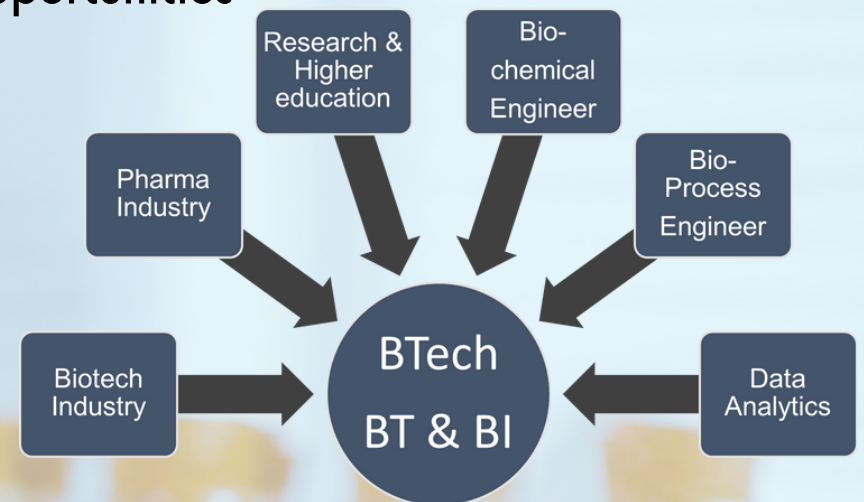 Research &
Higher
education
Bio-
chemical
Engineer
Pharma
Industry
Bio-
Process
Engineer
Biotech
Industry
BTech
BT & BI
Data
Analytics